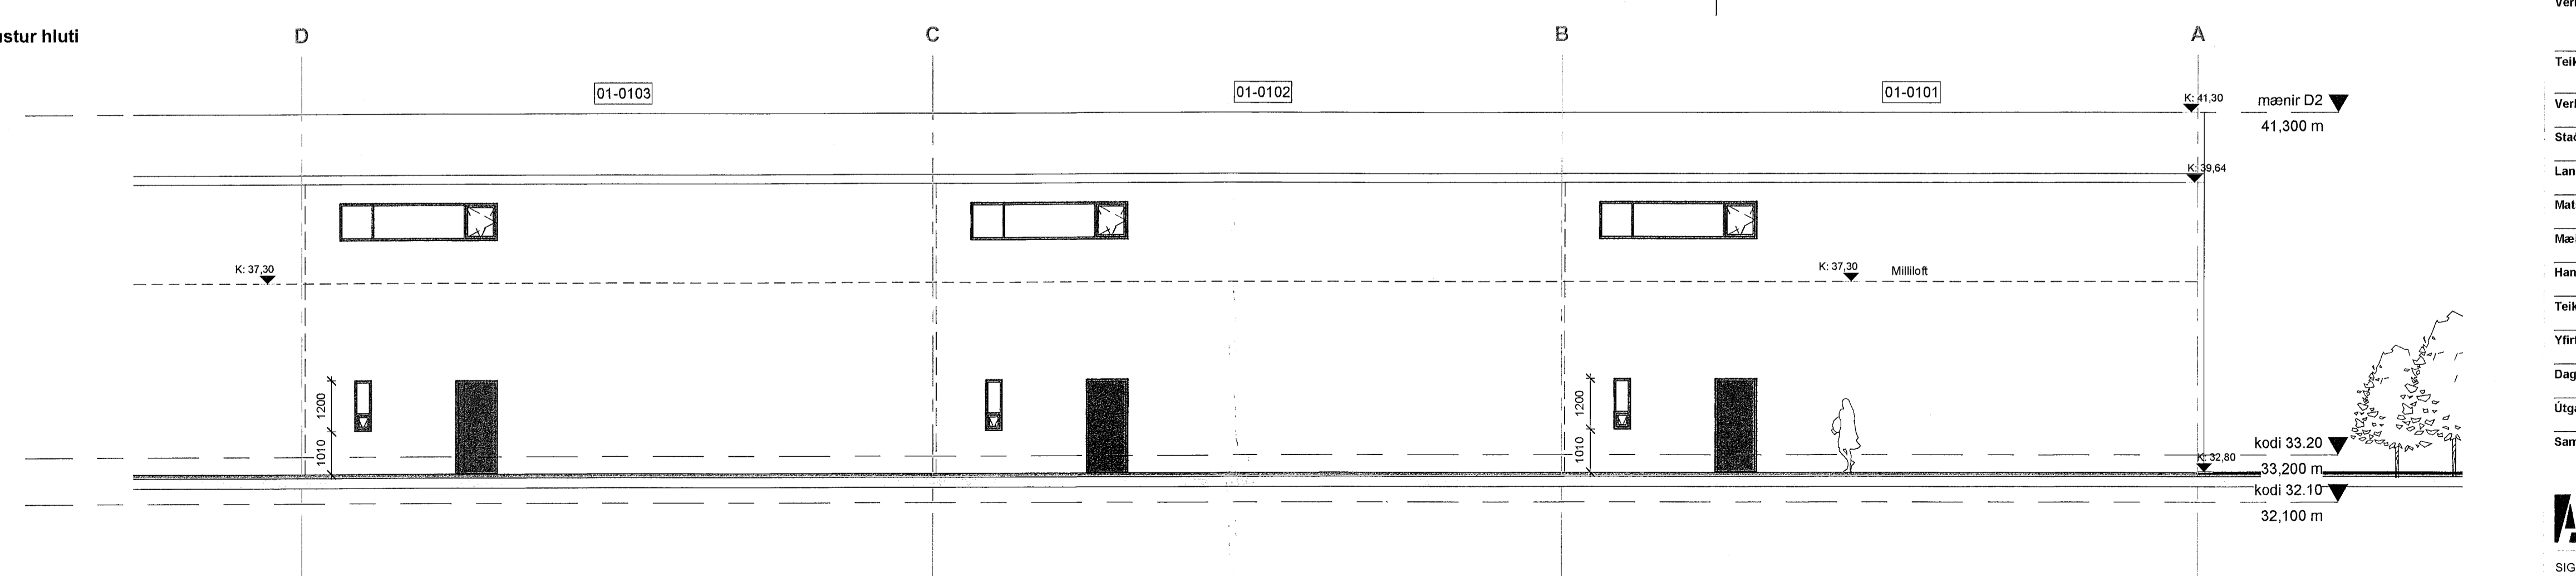 D
C
B
A
01-0103
01-0102
01-0101
K: 41,30
mænir D2
41,300 m
K: 39,64
K: 37,30
K: 37,30
Milliloft
1200
1010
1200
1010
kodi 33.20
K: 32,80
33,200 m
kodi 32.10
32,100 m
hluti
SIG